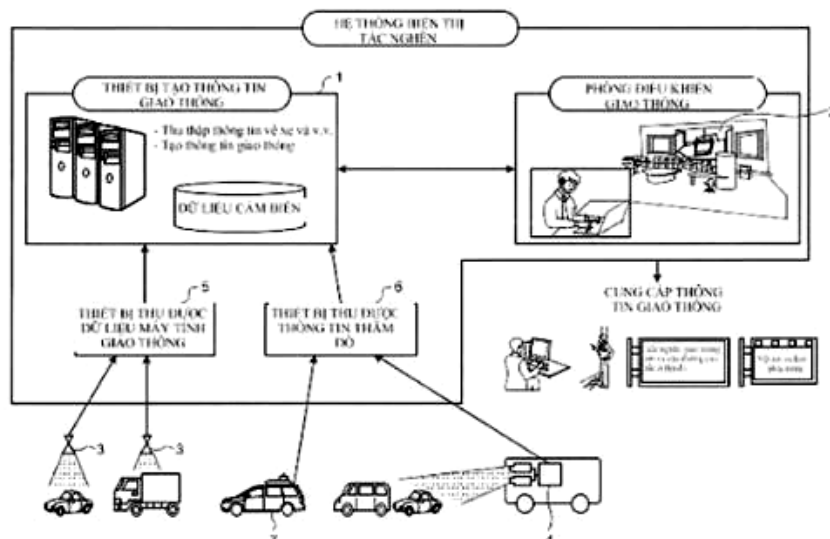 HỆ THỐNG BIỂN THỊ
TẮC NGHẼN
THIẾT BỊ TẠO THÔNG TIN
GIAO THÔNG
1
- Thu thập thông tin về xe và v.v.
- Tạo thông tin giao thông
DỮ LIỆU CẢM BIẾN
PHÒNG ĐIỀU KHIỂN
GIAO THÔNG
5
THIẾT BỊ THU ĐƯỢC
DỮ LIỆU MÁY TÍNH
GIAO THÔNG
6
THIẾT BỊ THU ĐƯỢC
THÔNG TIN THĂM
DÒ
CUNG CẤP THÔNG
TIN GIAO THÔNG
3
3
7
4